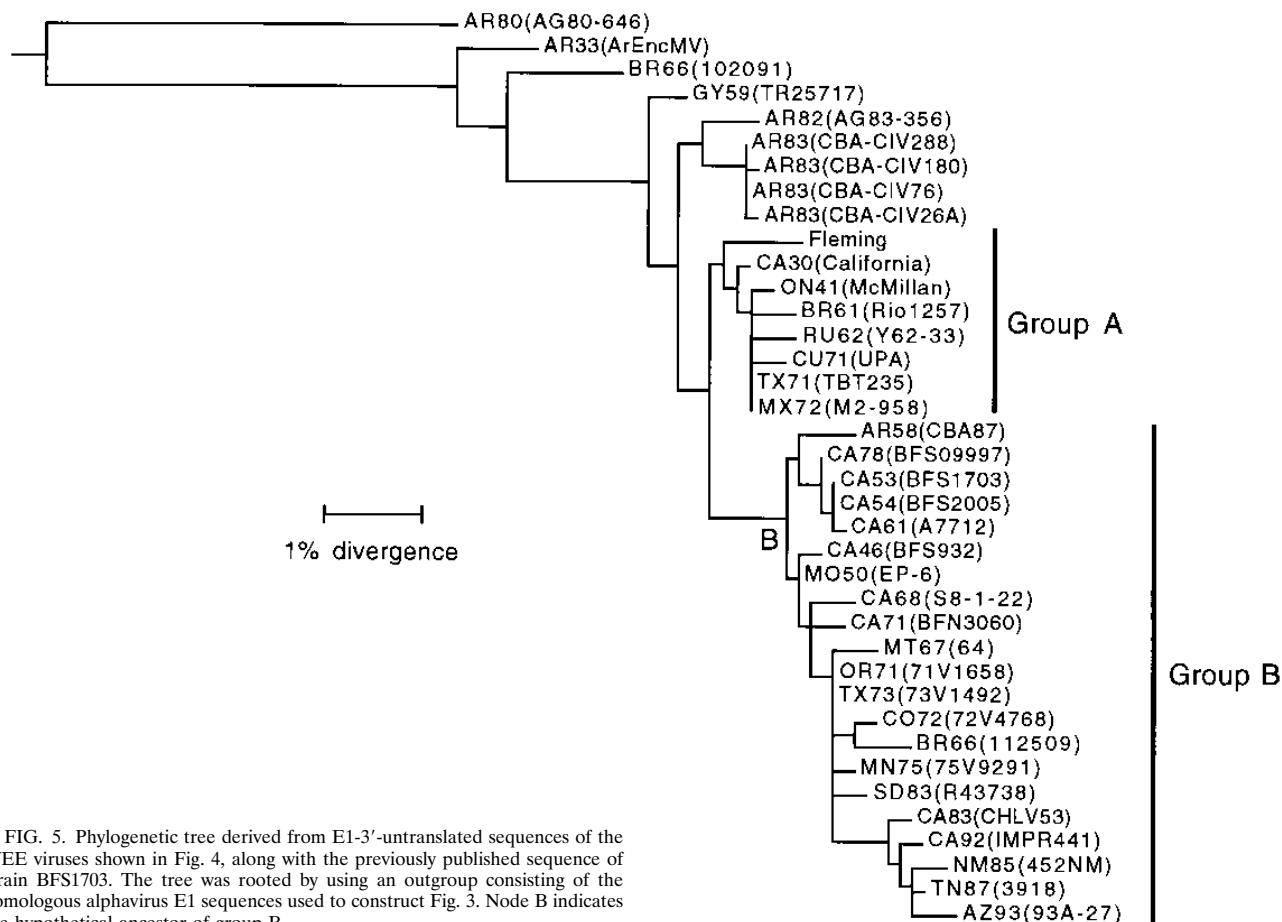 AR80(AG80-646)
AR33(ArEncMV)
BR66(102091)
GY59(TR25717)
AR82(AG83-356)
AR83(CBA-CIV288)
AR83(CBA-CIV180)
AR83(CBA-CIV76)
AR83(CBA-CIV26A)
Fleming
CA30(California)
ON41(McMillan)
BR61(Rio1257)
RU62(Y62-33)
CU71(UPA)
TX71(TBT235)
MX72(M2-958)
Group A
AR58(CBA87)
CA78(BFS09997)
CA53(BFS1703)
CA54(BFS2005)
CA61(A7712)
CA46(BFS932)
MO50(EP-6)
CA68(S8-1-22)
CA71(BFN3060)
MT67(64)
OR71(71V1658)
TX73(73V1492)
CO72(72V4768)
BR66(112509)
MN75(75V9291)
SD83(R43738)
CA83(CHLV53)
CA92(IMPR441)
NM85(452NM)
TN87(3918)
AZ93(93A-27)
Group B
B
1% divergence
FIG. 5. Phylogenetic tree derived from E1-3′-untranslated sequences of the
EE viruses shown in Fig. 4, along with the previously published sequence of
rain BFS1703. The tree was rooted by using an outgroup consisting of the
omologous alphavirus E1 sequences used to construct Fig. 3. Node B indicates
hypothetical ancestor of group B.